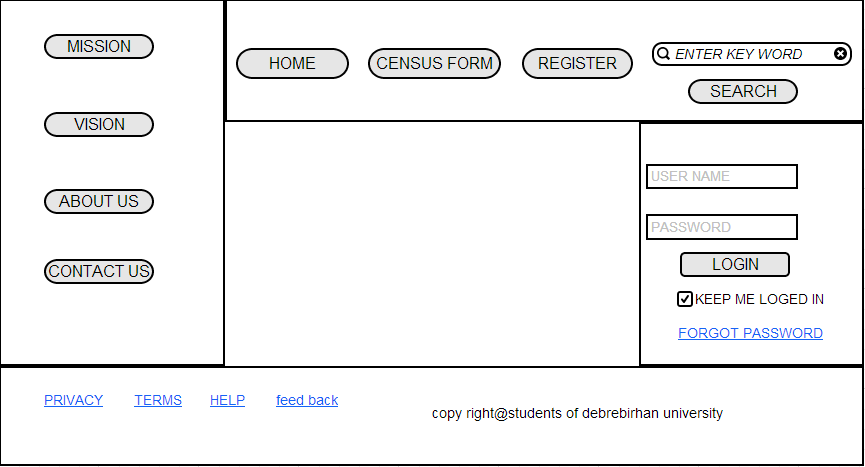 MISSION
VISION
ABOUT US
CONTACT US
HOME
CENSUS FORM
REGISTER
ENTER KEY WORD
SEARCH
USER NAME
PASSWORD
LOGIN
KEEP ME LOGED IN
FORGOT PASSWORD
PRIVACY
TERMS
HELP
feed back
copy right@students of debrebirhan university